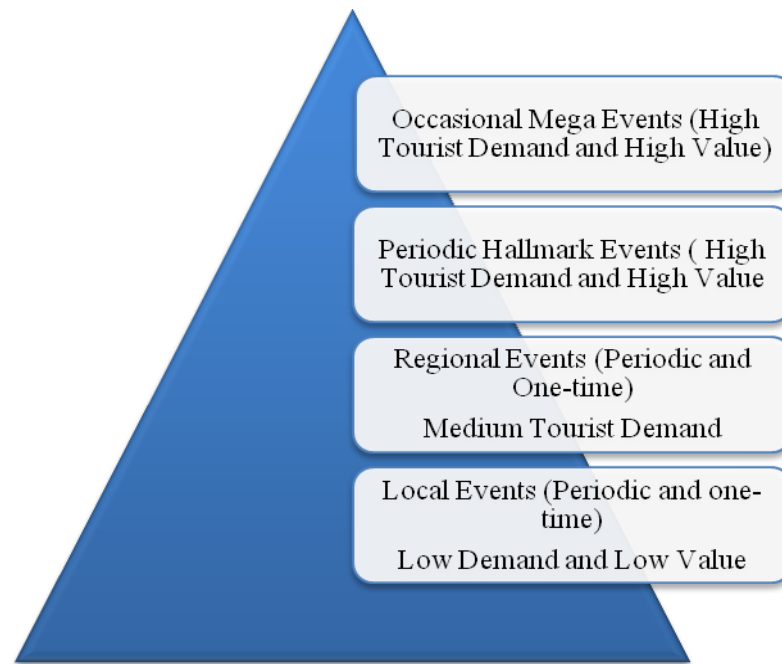 Occasional Mega Events (High
Tourist Demand and High Value)
Periodic Hallmark Events ( High
Tourist Demand and High Value
Regional Events (Periodic and
One-time)
Medium Tourist Demand
Local Events (Periodic and one-
time)
Low Demand and Low Value